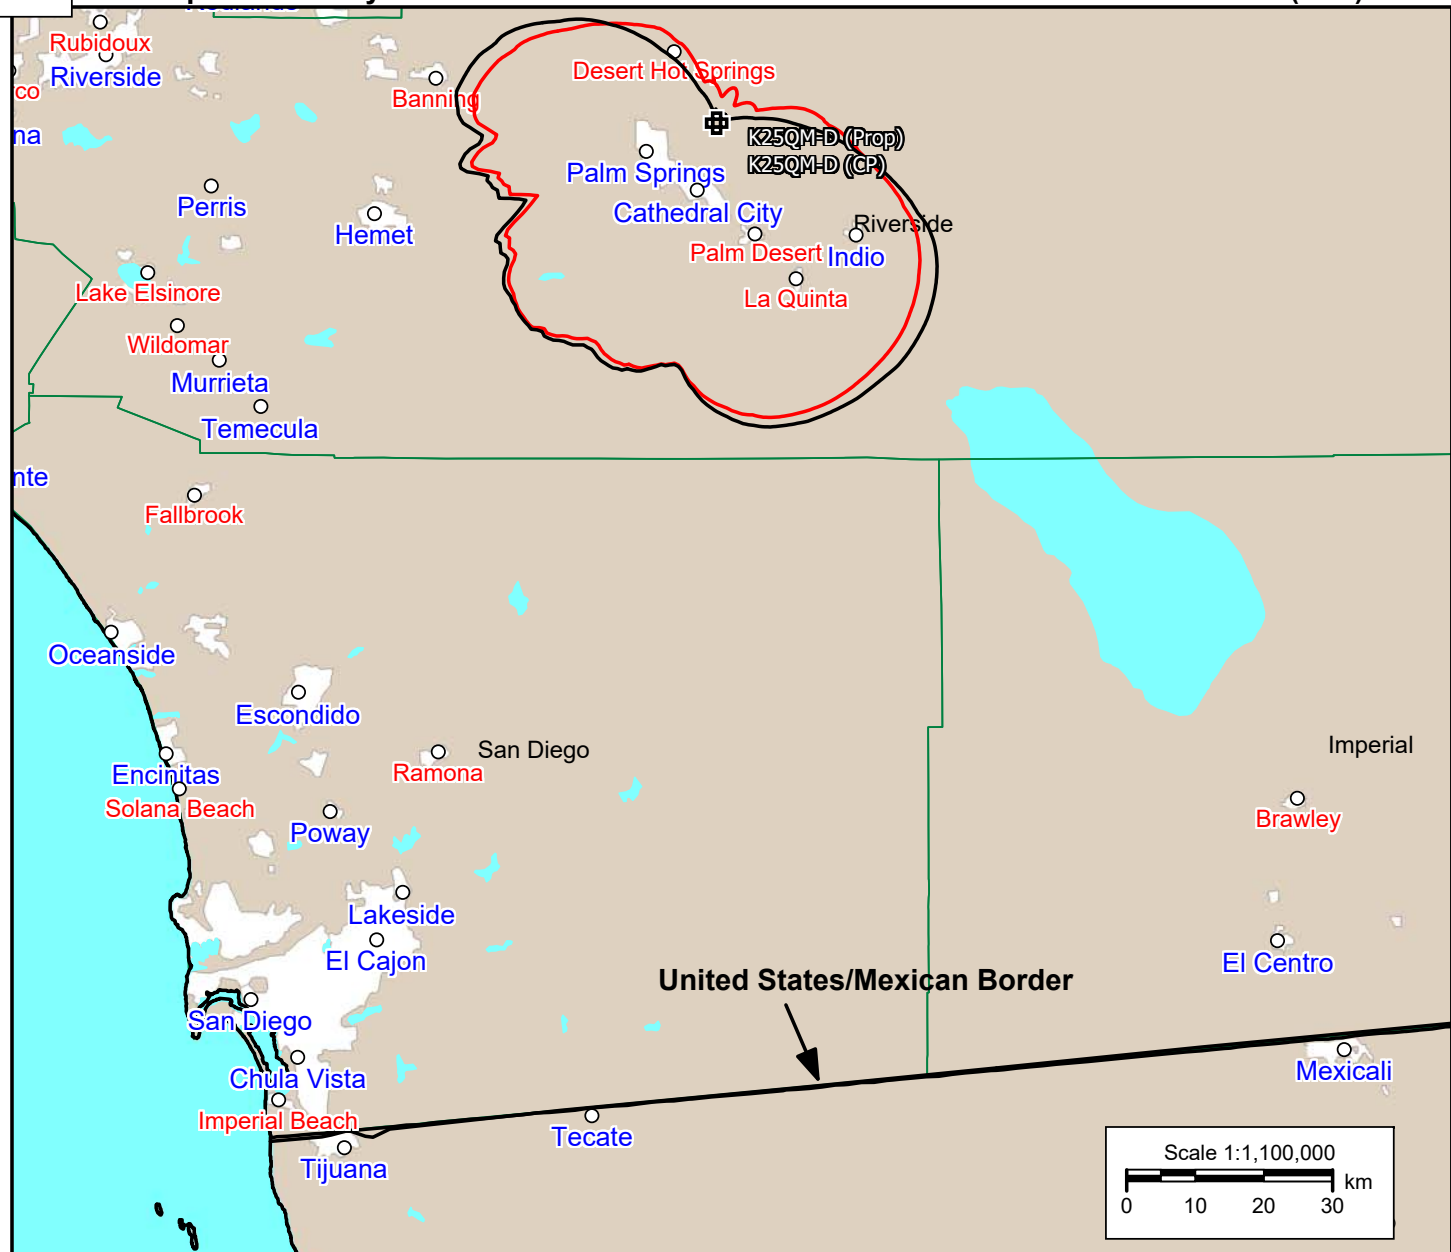 Rubidoux
Riverside
rco
Banning
Desert Hot Springs
na
K25QM-D (Prop)
K25QM-D (CP)
Palm Springs
Perris
Cathedral City
Hemet
Riverside
Palm Desert
Indio
Lake Elsinore
La Quinta
Wildomar
Murrieta
Temecula
nte
Fallbrook
Oceanside
Escondido
San Diego
Imperial
Encinitas
Ramona
Solana Beach
Brawley
Poway
Lakeside
El Cajon
El Centro
United States/Mexican Border
San Diego
Chula Vista
Mexicali
Imperial Beach
Tecate
Tijuana
Scale 1:1,100,000
km
0 10 20 30